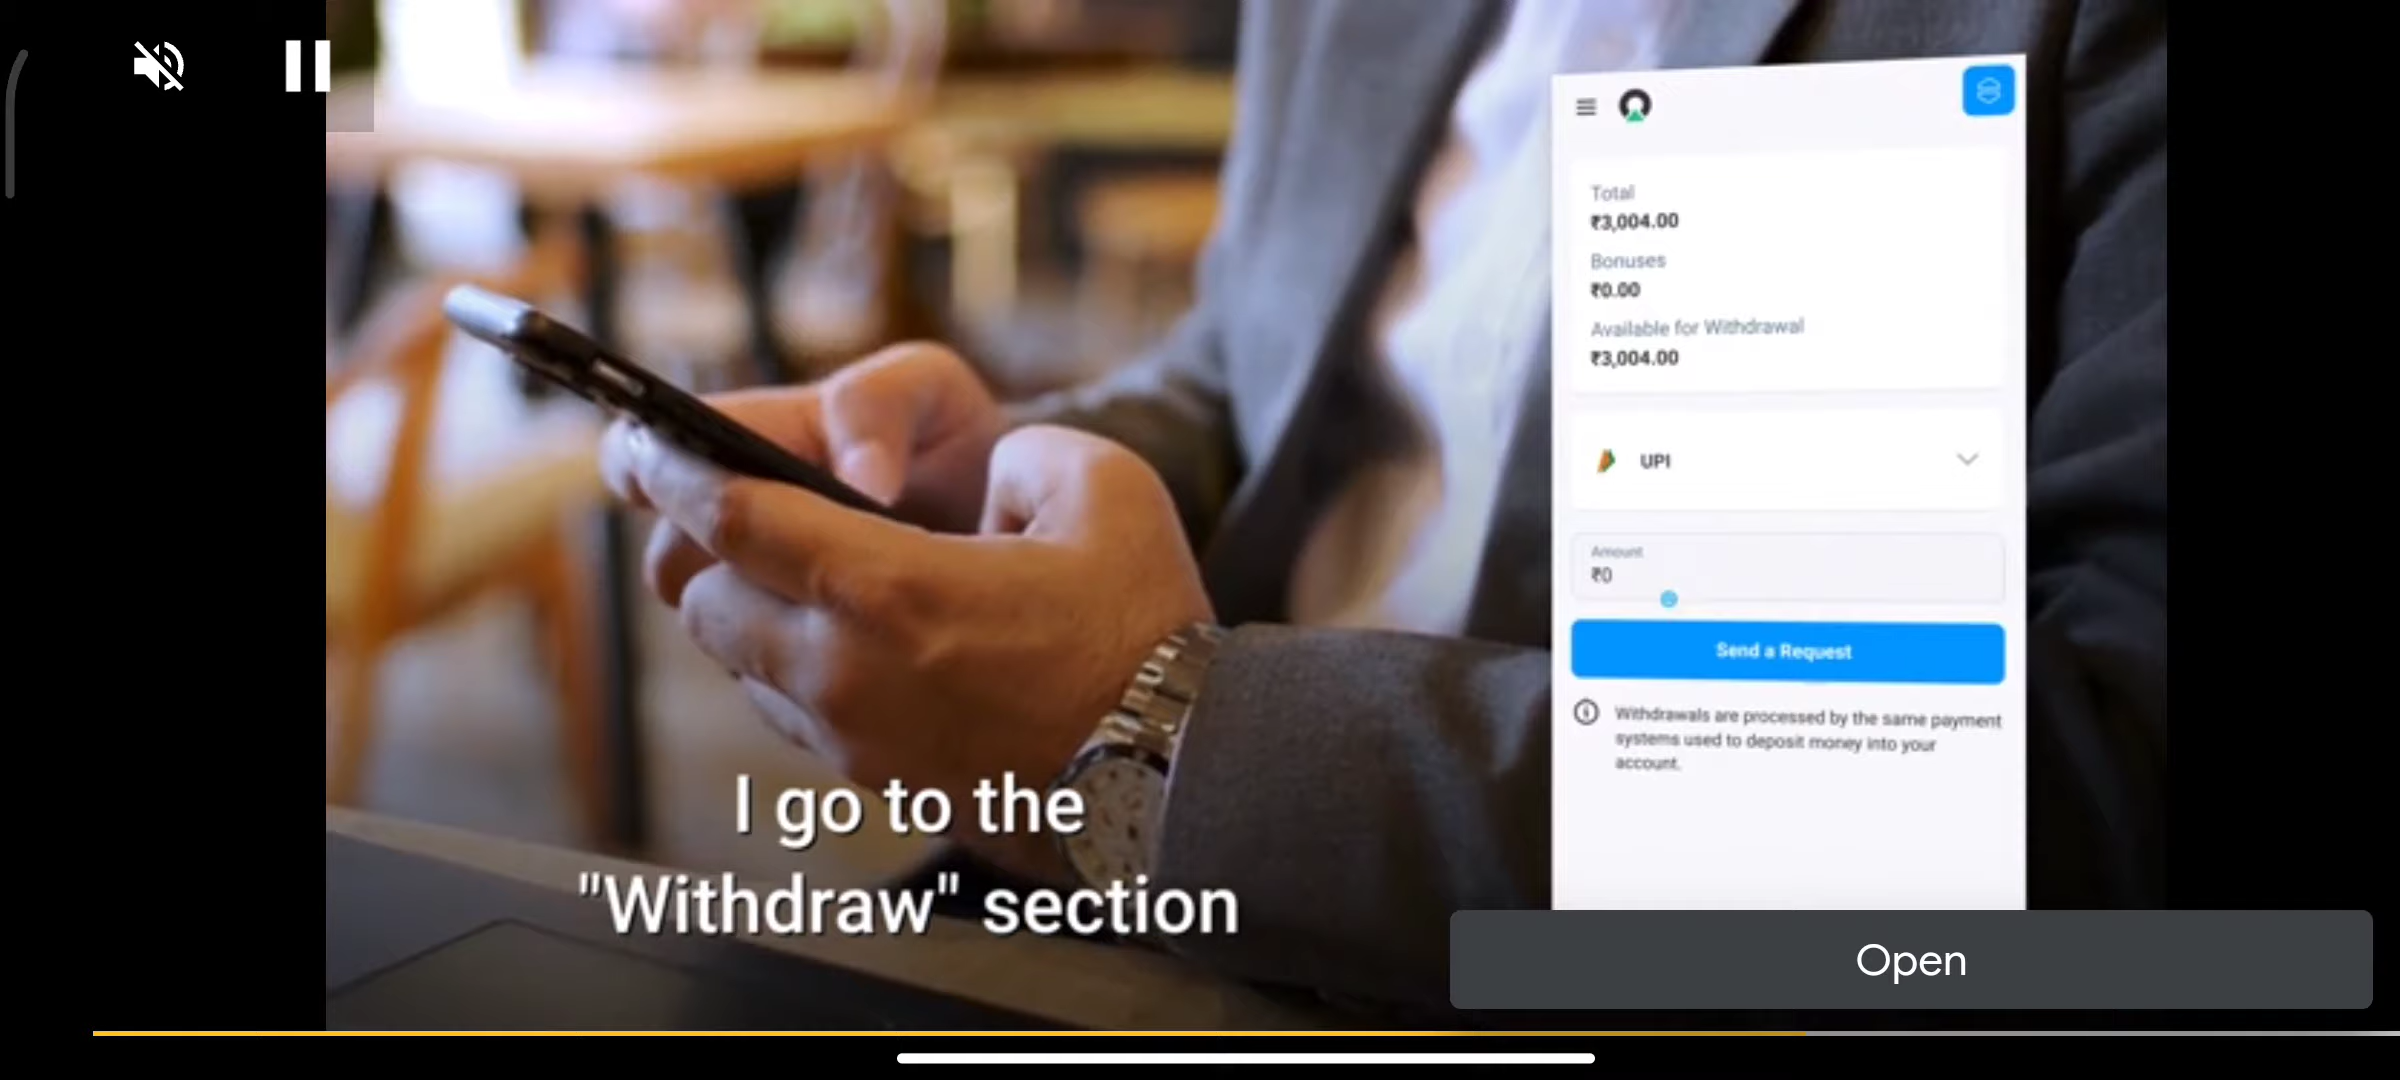 Total
₹3,004.00
Bonuses
₹0.00
Available for Withdrawal
₹3,004.00
UPI
Amount
₹0
Send a Request
Withdrawals are processed by the same payment
systems used to deposit money into your
account.
I go to the
"Withdraw" section
Open